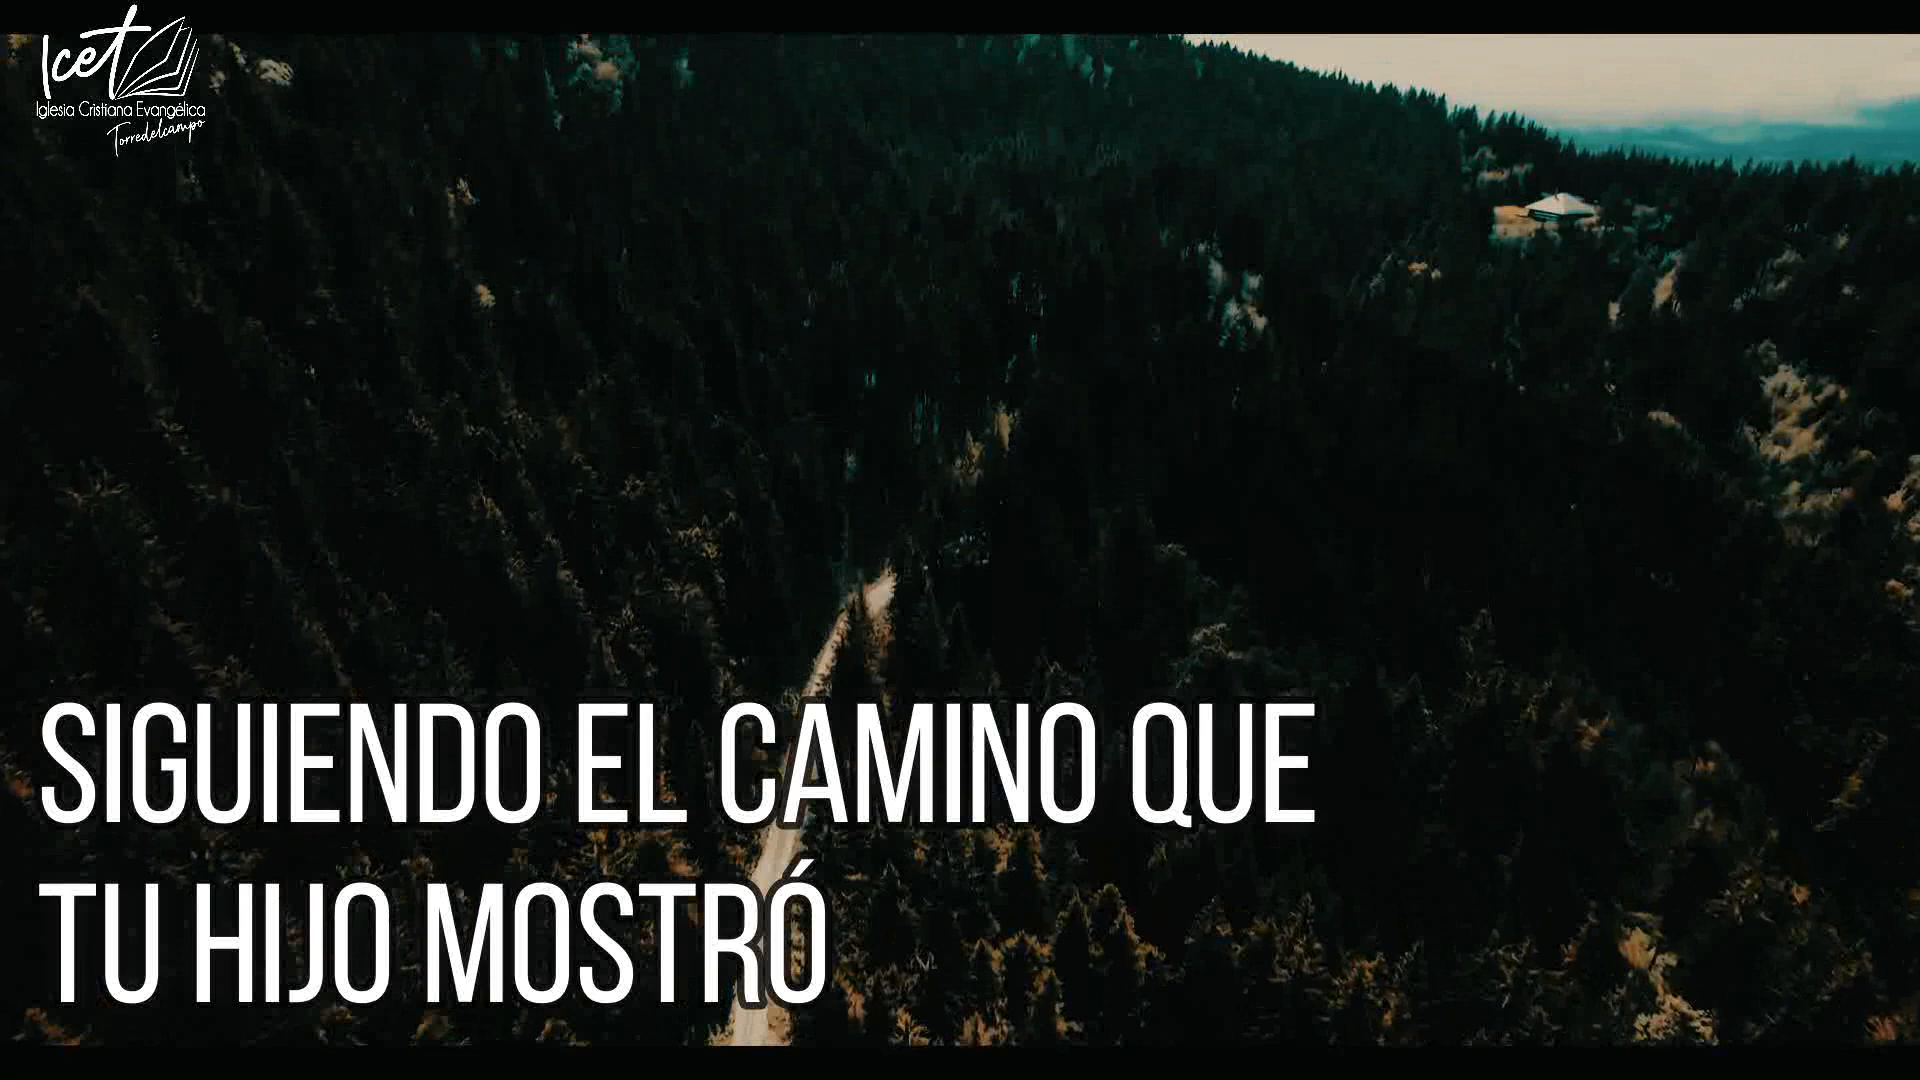 Icet
Iglesia Cristiana Evangélica
Torredelcampo
SIGUIENDO EL CAMINO QUE
TU HIJO MOSTRÓ